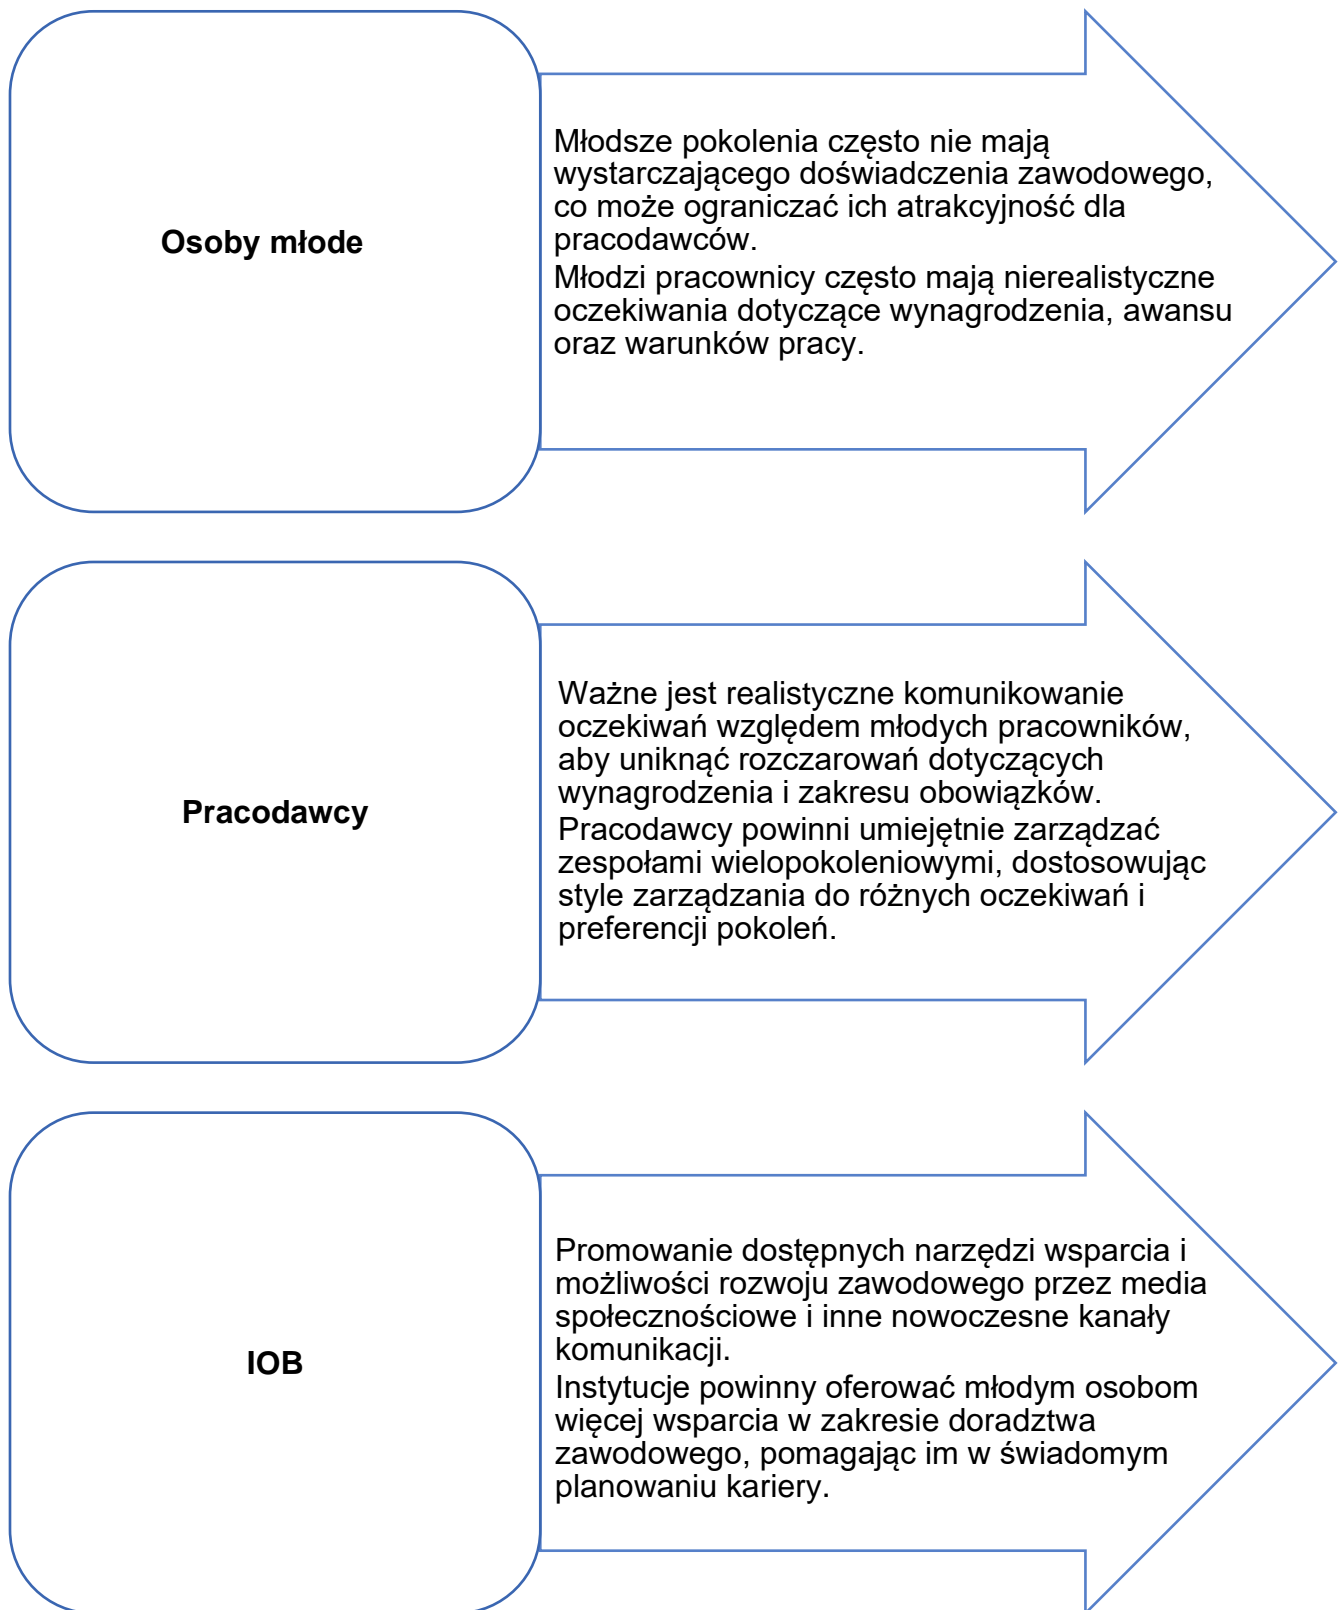 Osoby młode
Młodsze pokolenia często nie mają
wystarczającego doświadczenia zawodowego,
co może ograniczać ich atrakcyjność dla
pracodawców.
Młodzi pracownicy często mają nierealistyczne
oczekiwania dotyczące wynagrodzenia, awansu
oraz warunków pracy.
Pracodawcy
Ważne jest realistyczne komunikowanie
oczekiwań względem młodych pracowników,
aby uniknąć rozczarowań dotyczących
wynagrodzenia i zakresu obowiązków.
Pracodawcy powinni umiejętnie zarządzać
zespołami wielopokoleniowymi, dostosowując
style zarządzania do różnych oczekiwań i
preferencji pokoleń.
IOB
Promowanie dostępnych narzędzi wsparcia i
możliwości rozwoju zawodowego przez media
społecznościowe i inne nowoczesne kanały
komunikacji.
Instytucje powinny oferować młodym osobom
więcej wsparcia w zakresie doradztwa
zawodowego, pomagając im w świadomym
planowaniu kariery.